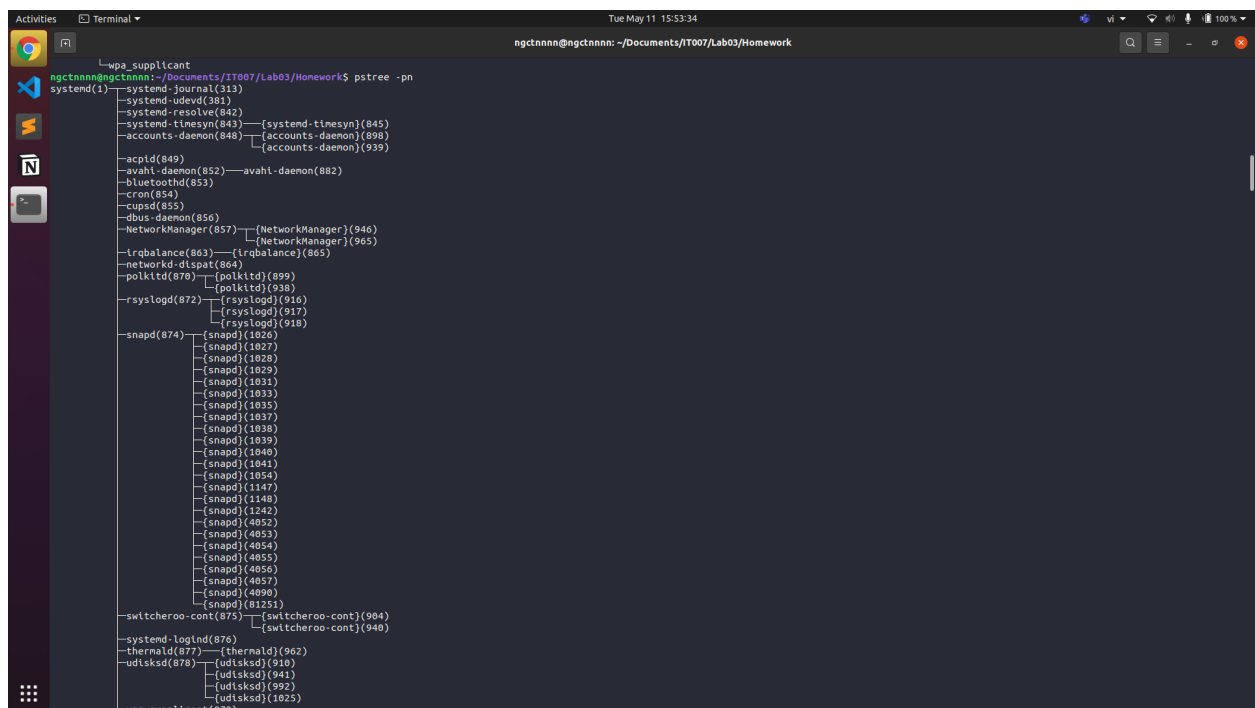 Activities Terminal Tue May 11 15:53:34 vi 100 %
ngctnnnn@ngctnnnn: ~/Documents/IT007/Lab03/Homework
└─wpa_supplicant
ngctnnnn@ngctnnnn:~/Documents/IT007/Lab03/Homework$ pstree -pn
systemd(1)─┬─systemd-journal(313)
├─systemd-udevd(381)
├─systemd-resolve(842)
├─systemd-timesyn(843)───{systemd-timesyn}(845)
├─accounts-daemon(848)─┬─{accounts-daemon}(898)
│ └─{accounts-daemon}(939)
├─acpid(849)
├─avahi-daemon(852)───avahi-daemon(882)
├─bluetoothd(853)
├─cron(854)
├─cupsd(855)
├─dbus-daemon(856)
├─NetworkManager(857)─┬─{NetworkManager}(946)
│ └─{NetworkManager}(965)
├─irqbalance(863)───{irqbalance}(865)
├─networkd-dispat(864)
├─polkitd(870)─┬─{polkitd}(899)
│ └─{polkitd}(938)
├─rsyslogd(872)─┬─{rsyslogd}(916)
│ ├─{rsyslogd}(917)
│ └─{rsyslogd}(918)
├─snapd(874)─┬─{snapd}(1026)
│ ├─{snapd}(1027)
│ ├─{snapd}(1028)
│ ├─{snapd}(1029)
│ ├─{snapd}(1031)
│ ├─{snapd}(1033)
│ ├─{snapd}(1035)
│ ├─{snapd}(1037)
│ ├─{snapd}(1038)
│ ├─{snapd}(1039)
│ ├─{snapd}(1040)
│ ├─{snapd}(1041)
│ ├─{snapd}(1054)
│ ├─{snapd}(1147)
│ ├─{snapd}(1148)
│ ├─{snapd}(1242)
│ ├─{snapd}(4052)
│ ├─{snapd}(4053)
│ ├─{snapd}(4054)
│ ├─{snapd}(4055)
│ ├─{snapd}(4056)
│ ├─{snapd}(4057)
│ ├─{snapd}(4090)
│ └─{snapd}(81251)
├─switcheroo-cont(875)─┬─{switcheroo-cont}(904)
│ └─{switcheroo-cont}(940)
├─systemd-logind(876)
├─thermald(877)───{thermald}(962)
├─udisksd(878)─┬─{udisksd}(910)
│ ├─{udisksd}(941)
│ ├─{udisksd}(992)
│ └─{udisksd}(1025)